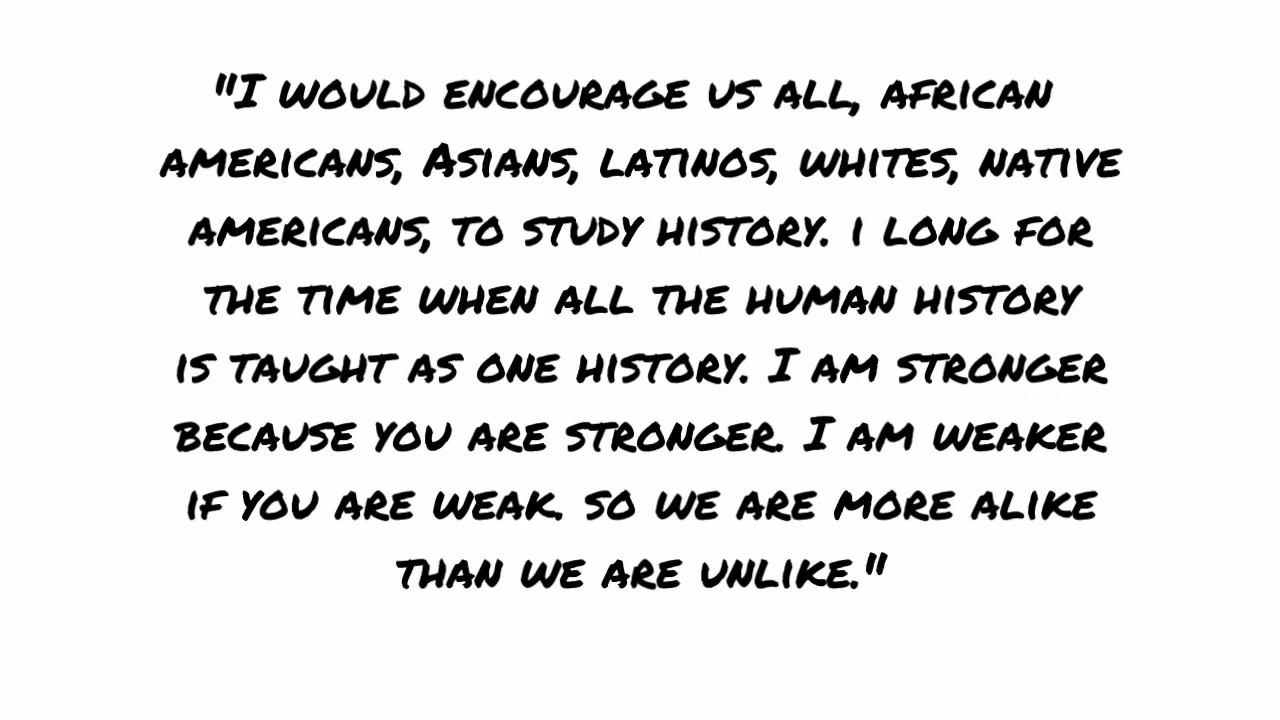 "I WOULD ENCOURAGE US ALL, AFRICAN
AMERICANS, ASIANS, LATINOS, WHITES, NATIVE
AMERICANS, TO STUDY HISTORY. I LONG FOR
THE TIME WHEN ALL THE HUMAN HISTORY
IS TAUGHT AS ONE HISTORY. I AM STRONGER
BECAUSE YOU ARE STRONGER. I AM WEAKER
IF YOU ARE WEAK. SO WE ARE MORE ALIKE
THAN WE ARE UNLIKE."